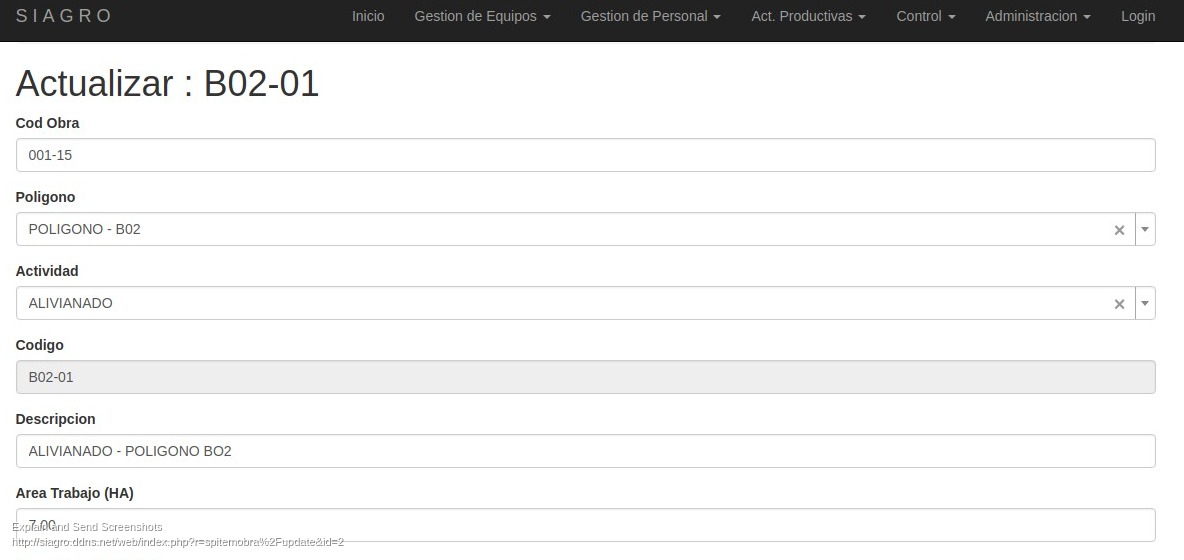 SIAGRO Inicio Gestion de Equipos Gestion de Personal Act. Productivas Control Administracion Login
Actualizar : B02-01
Cod Obra
001-15
Poligono
POLIGONO - B02
Actividad
ALIVIANADO
Codigo
B02-01
Descripcion
ALIVIANADO - POLIGONO BO2
Area Trabajo (HA)
7.00
Explain and Send Screenshots
http://siagro.ddns.net/web/index.php?r=spitemobra%2Fupdate&id=2